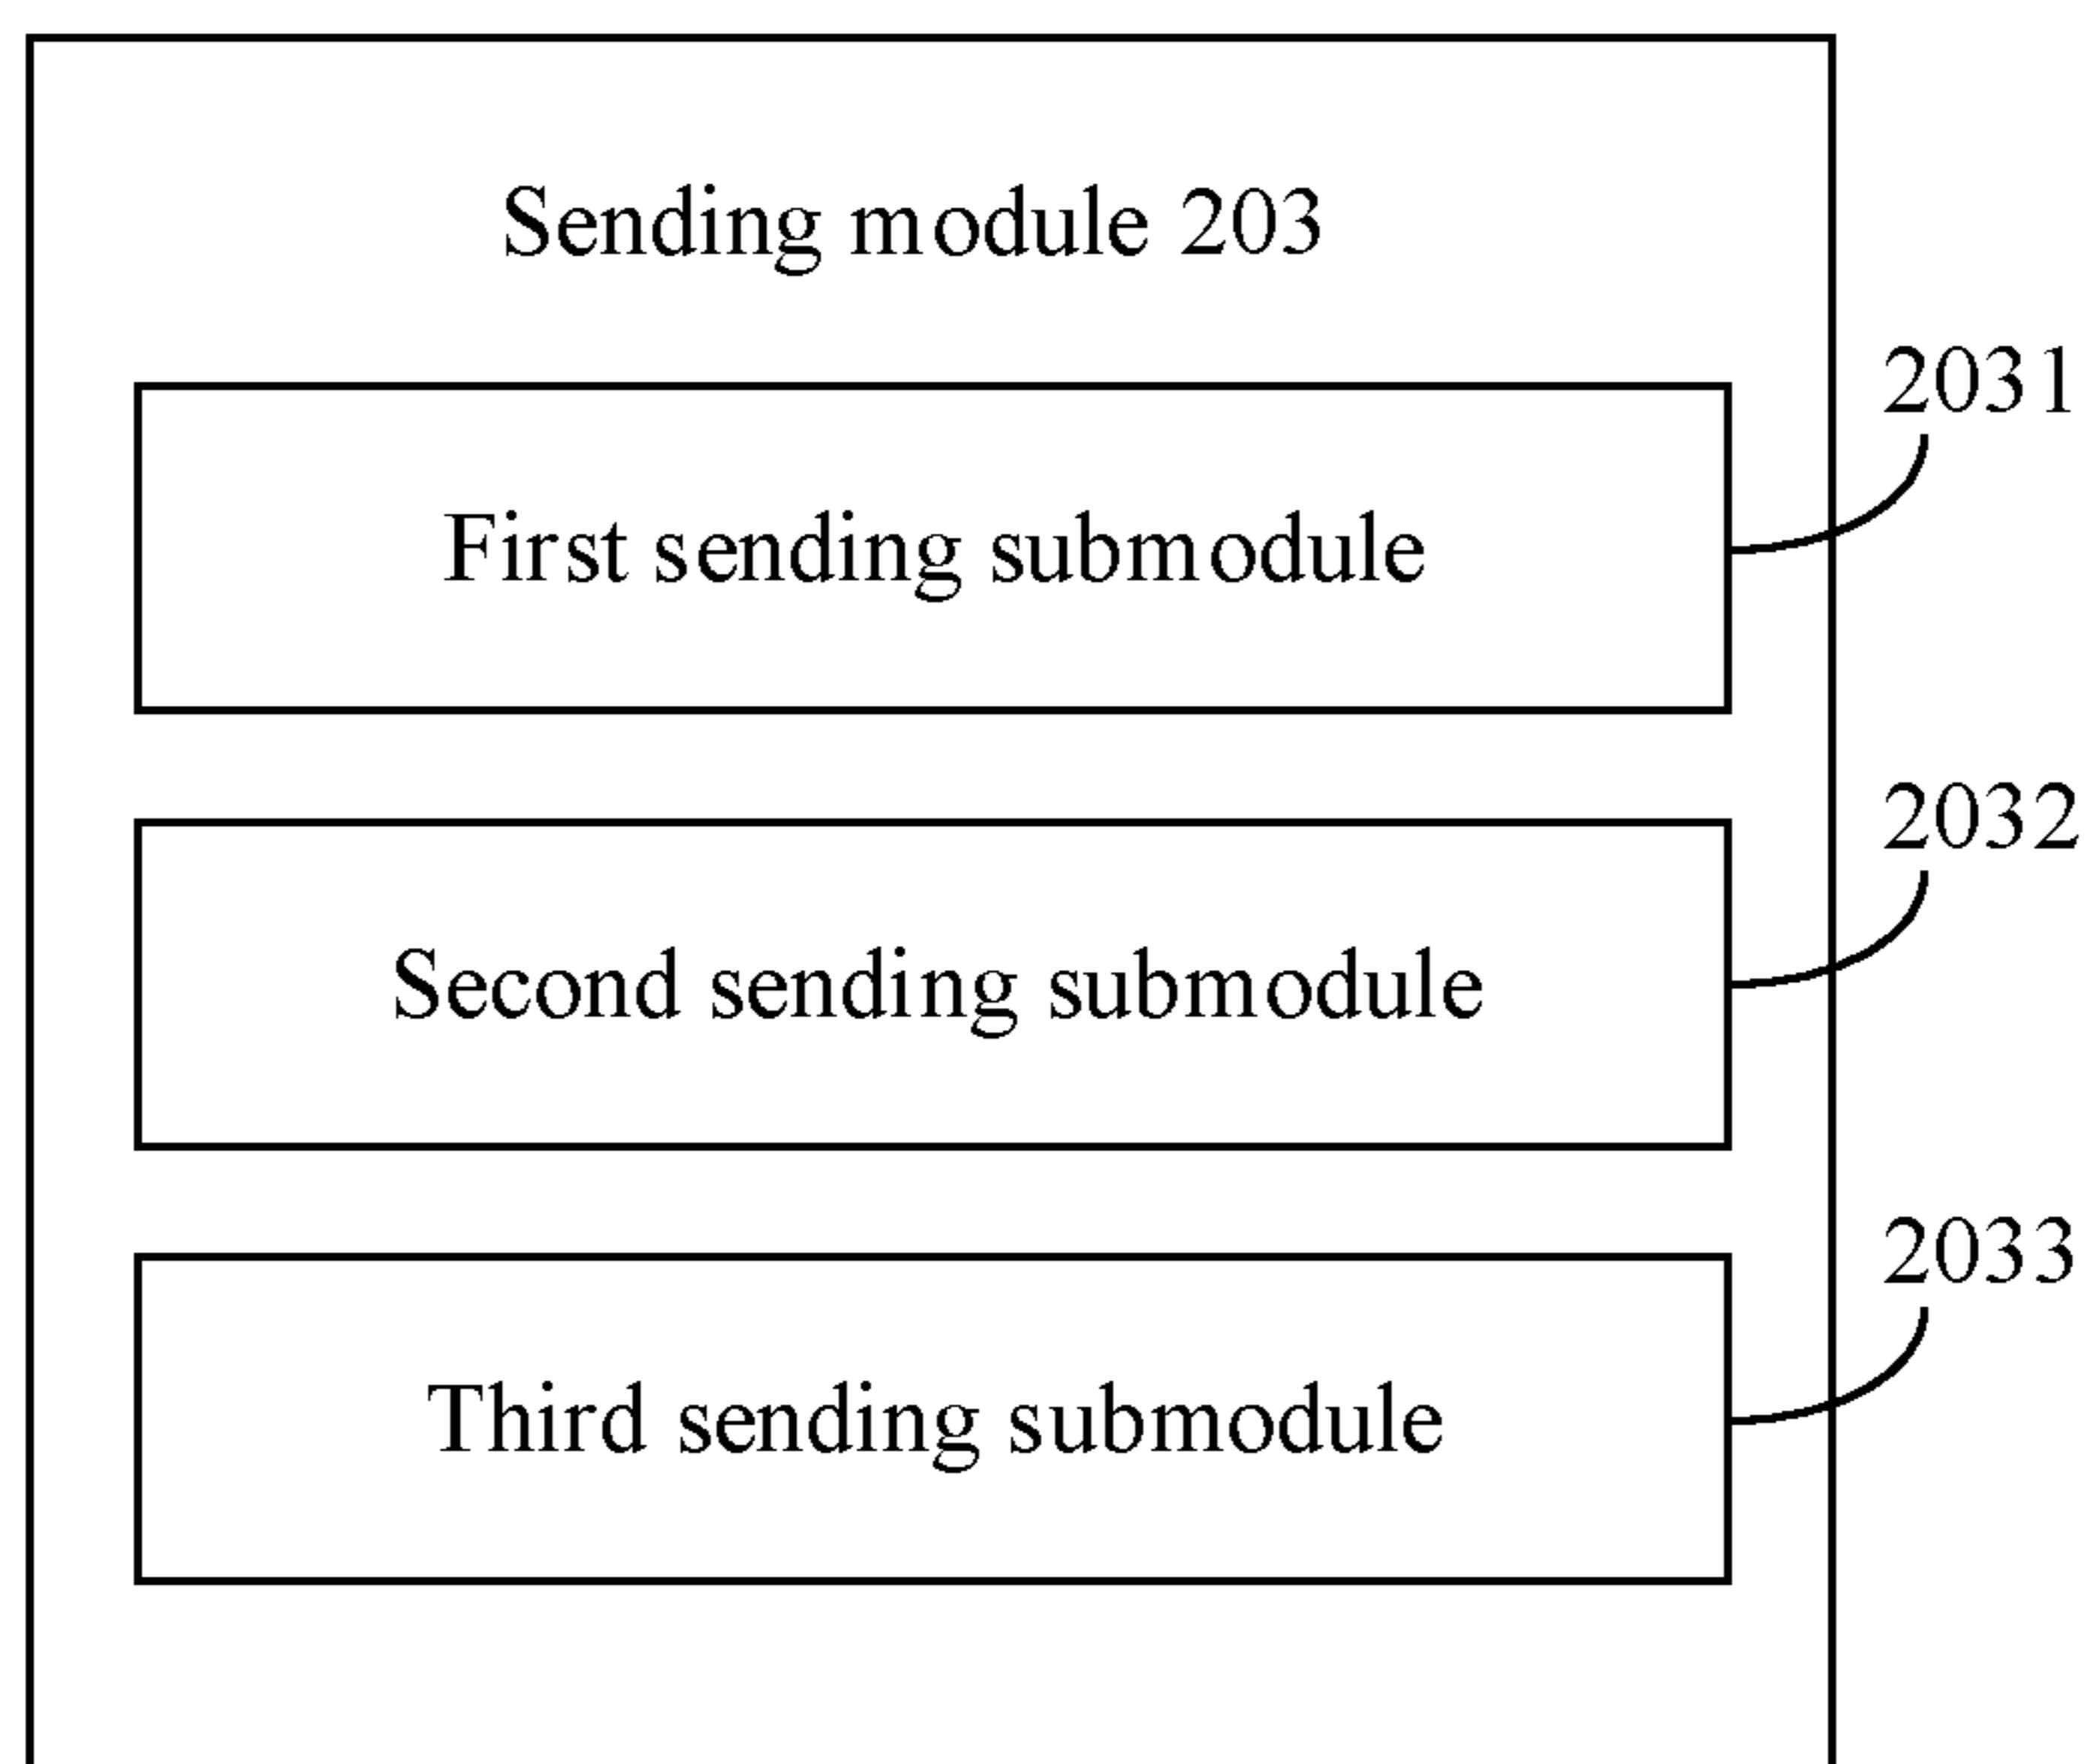 Sending module 203
2031
First sending submodule
2032
Second sending submodule
2033
Third sending submodule